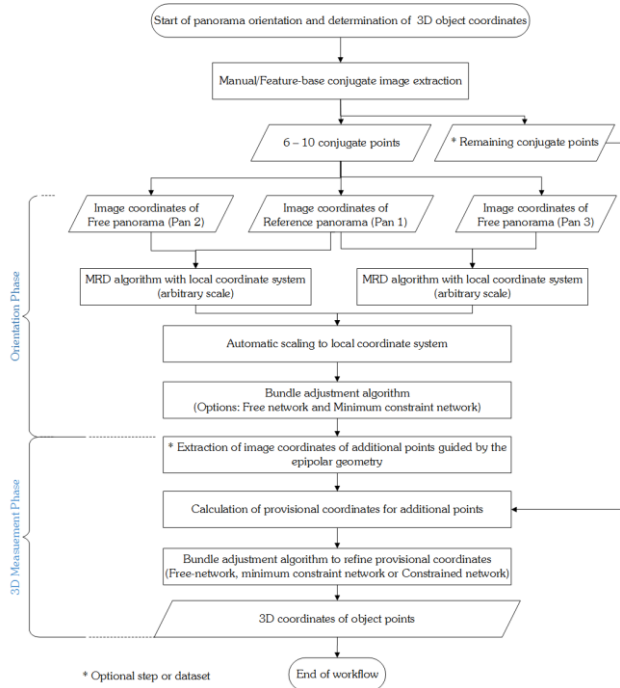 Start of panorama orientation and determination of 3D object coordinates
Manual/Feature-base conjugate image extraction
6 – 10 conjugate points
* Remaining conjugate points
Image coordinates of
Free panorama (Pan 2)
Image coordinates of
Reference panorama (Pan 1)
Image coordinates of
Free panorama (Pan 3)
MRD algorithm with local coordinate system
(arbitrary scale)
MRD algorithm with local coordinate system
(arbitrary scale)
Orientation Phase
Automatic scaling to local coordinate system
Bundle adjustment algorithm
(Options: Free network and Minimum constraint network)
* Extraction of image coordinates of additional points guided by the
epipolar geometry
Calculation of provisional coordinates for additional points
3D Measuement Phase
Bundle adjustment algorithm to refine provisional coordinates
(Free-network, minimum constraint network or Constrained network)
3D coordinates of object points
* Optional step or dataset
End of workflow